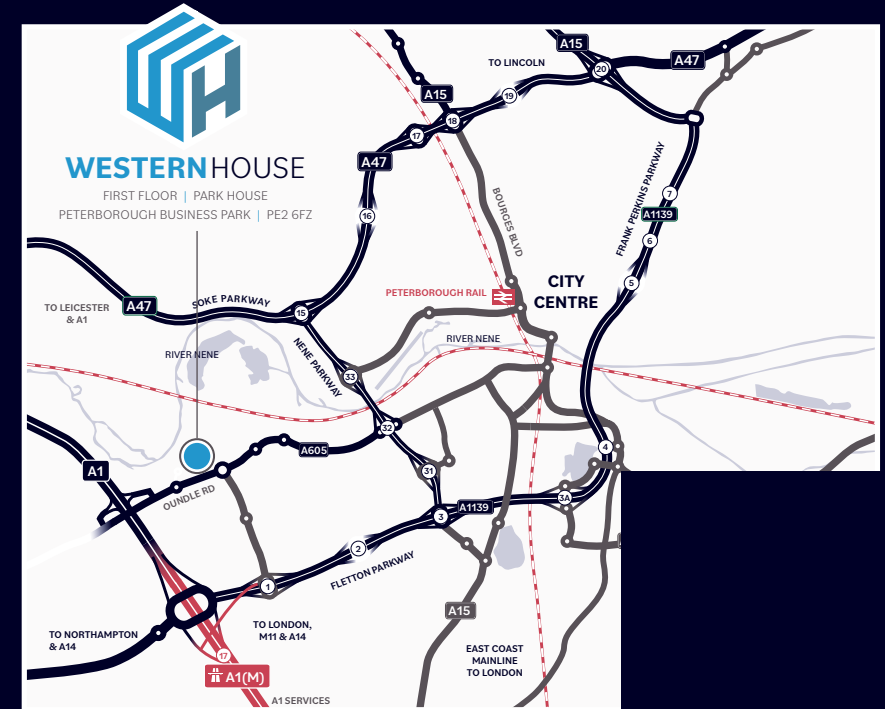 WH
WESTERN HOUSE
FIRST FLOOR | PARK HOUSE
PETERBOROUGH BUSINESS PARK | PE2 6FZ
A15
TO LINCOLN
A47
20
A15
19
18
17
A47
16
BOURGES BLVD
FRANK PERKINS PARKWAY
7
A1139
6
5
PETERBOROUGH RAIL
CITY
CENTRE
A47
SOKE PARKWAY
TO LEICESTER
& A1
15
RIVER NENE
RIVER NENE
NENE PARKWAY
33
32
A605
31
4
A1
OUNDLE RD
3A
A1139
3
2
FLETTON PARKWAY
1
A15
TO LONDON,
M11 & A14
TO NORTHAMPTON
& A14
17
A1(M)
A1 SERVICES
EAST COAST
MAINLINE
TO LONDON